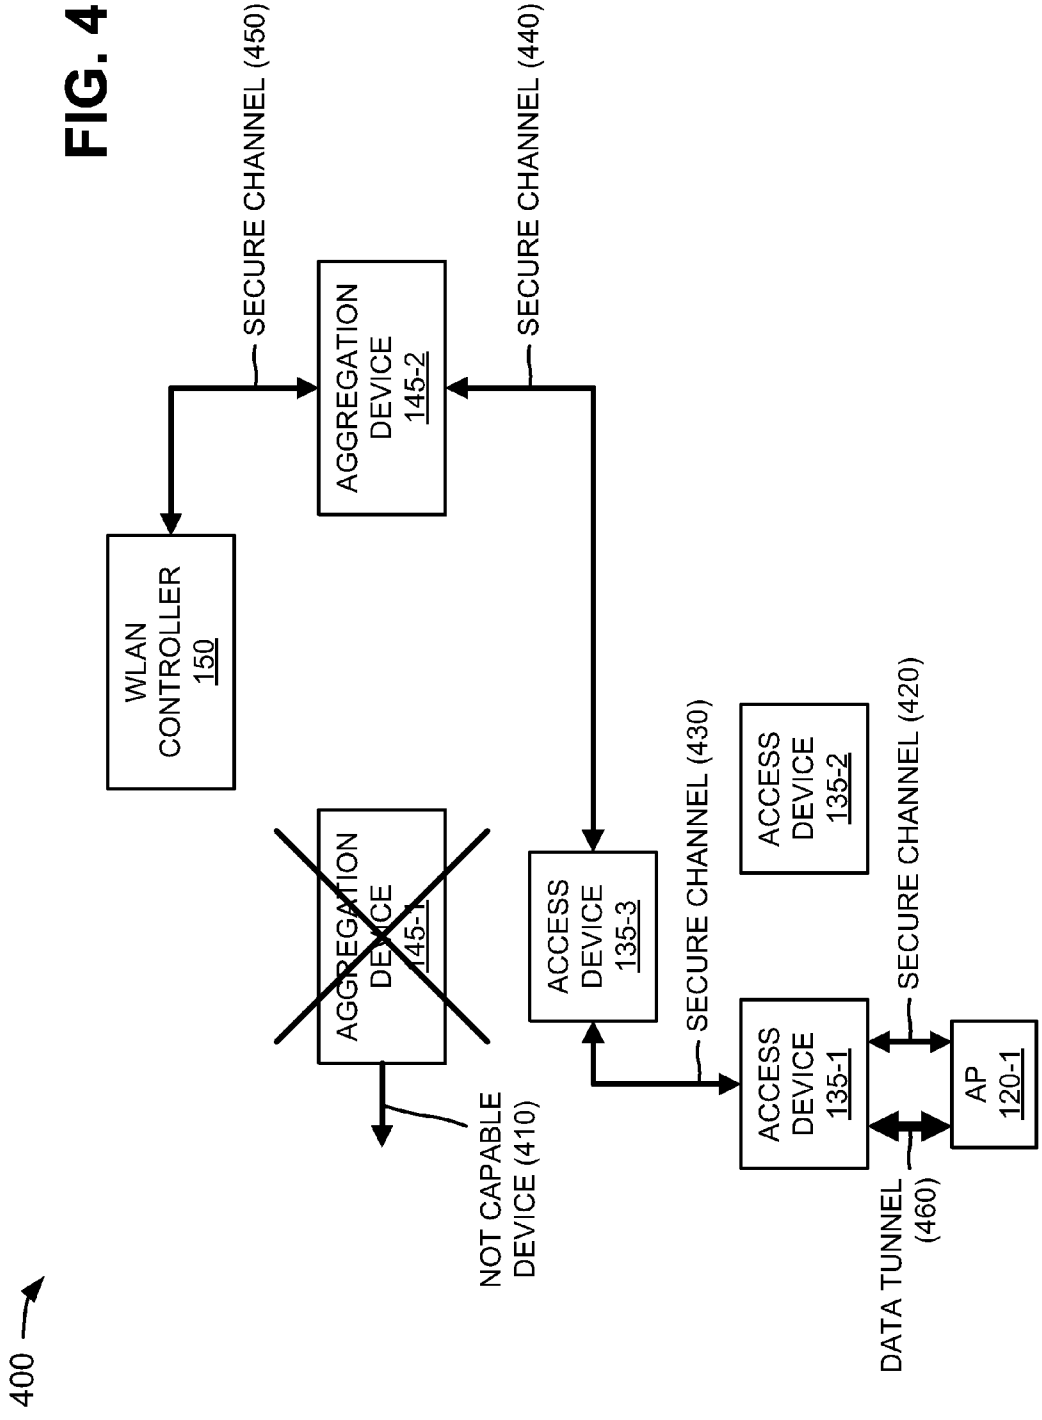 400
FIG. 4
WLAN
CONTROLLER
150
SECURE CHANNEL (450)
NOT CAPABLE
DEVICE (410)
AGGREGATION
DEVICE
145-1
AGGREGATION
DEVICE
145-2
SECURE CHANNEL (440)
ACCESS
DEVICE
135-3
SECURE CHANNEL (430)
ACCESS
DEVICE
135-1
ACCESS
DEVICE
135-2
DATA TUNNEL
(460)
SECURE CHANNEL (420)
AP
120-1